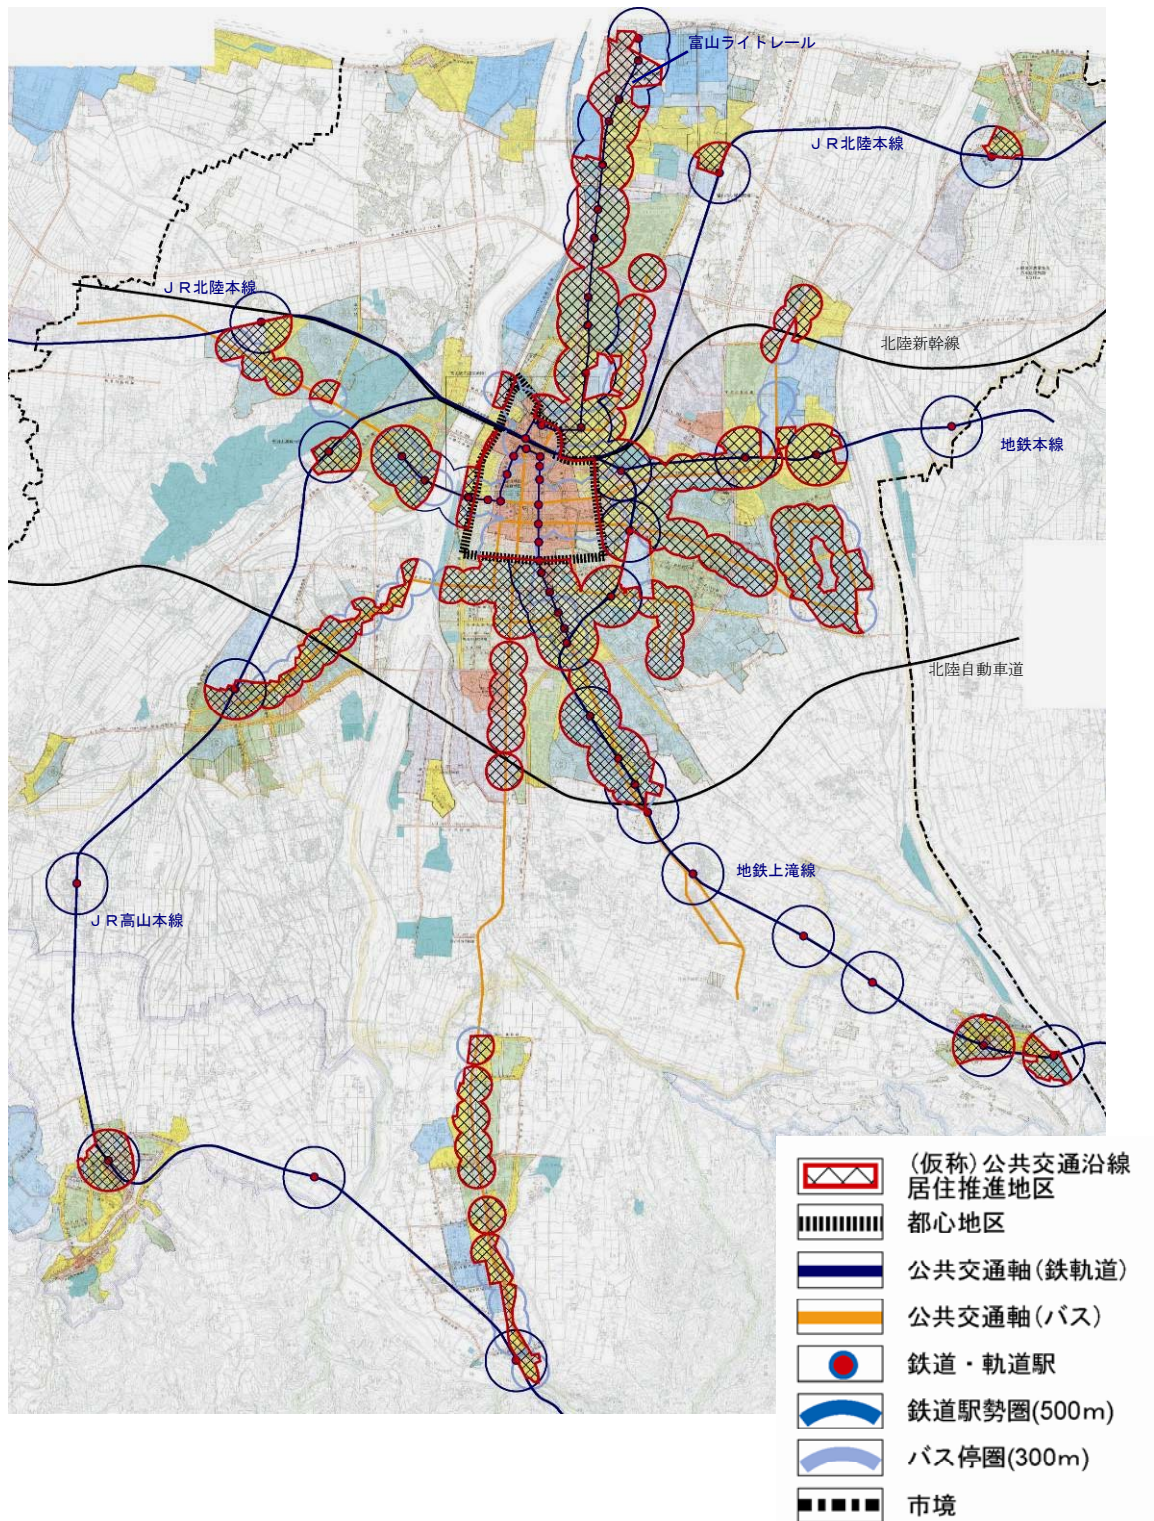 富山ライトレール
ＪＲ北陸本線
ＪＲ北陸本線
北陸新幹線
地鉄本線
北陸自動車道
地鉄上滝線
ＪＲ高山本線
(仮称)公共交通沿線
居住推進地区
都心地区
公共交通軸(鉄軌道)
公共交通軸(バス)
鉄道・軌道駅
鉄道駅勢圏(500m)
バス停圏(300m)
市境